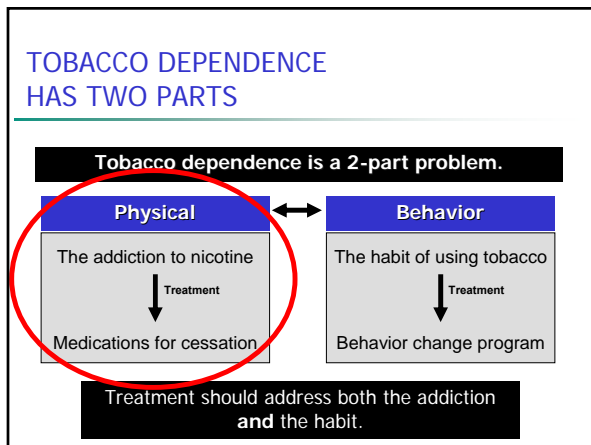 TOBACCO DEPENDENCE
HAS TWO PARTS
Tobacco dependence is a 2-part problem.
Physical
The addiction to nicotine
Treatment
Medications for cessation
Behavior
The habit of using tobacco
Treatment
Behavior change program
Treatment should address both the addiction
and the habit.